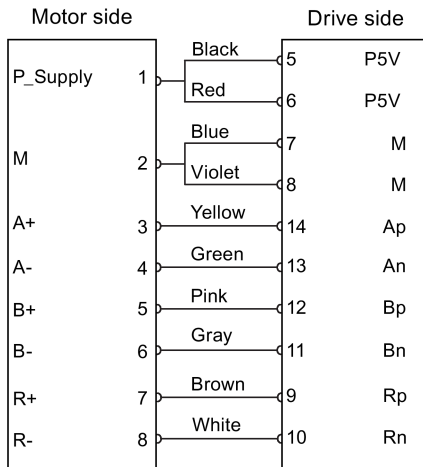 Motor side Drive side
Black
P_Supply 1 5 P5V
Red
6 P5V
Blue
7 M
M 2
Violet
8 M
Yellow
A+ 3 14 Ap
Green
A- 4 13 An
Pink
B+ 5 12 Bp
Gray
B- 6 11 Bn
Brown
R+ 7 9 Rp
White
R- 8 10 Rn